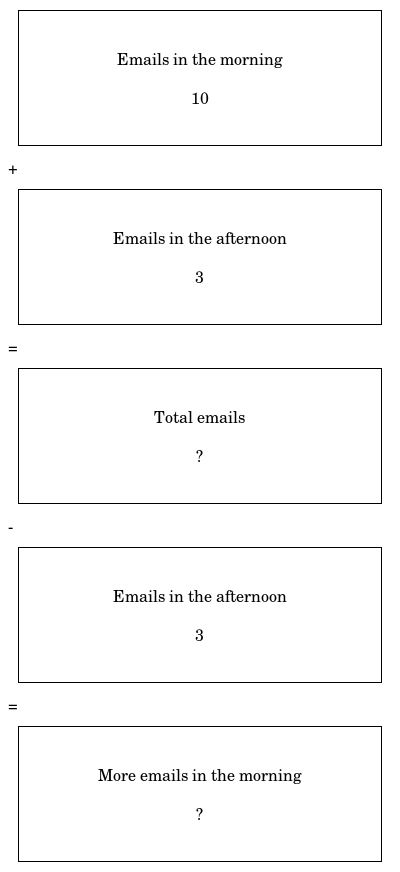 Emails in the morning
10
+
Emails in the afternoon
3
=
Total emails
?
-
Emails in the afternoon
3
=
More emails in the morning
?